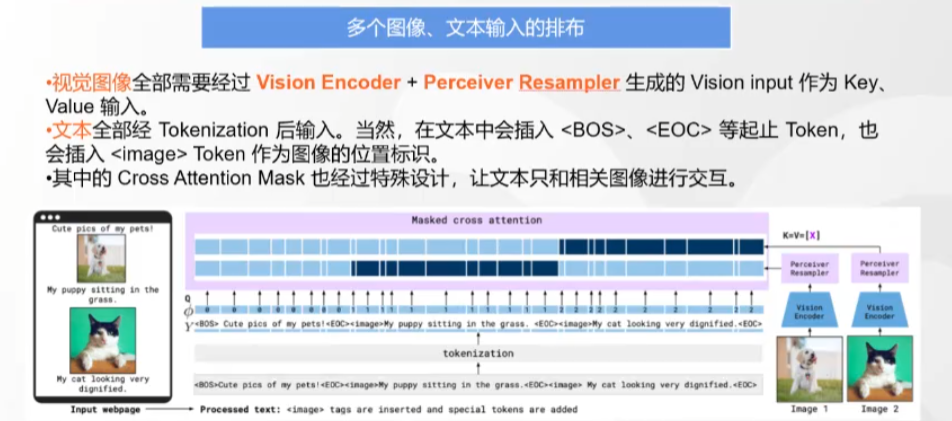 多个图像、文本输入的排布
•视觉图像全部需要经过 Vision Encoder + Perceiver Resampler 生成的 Vision input 作为 Key、
Value 输入。
•文本全部经 Tokenization 后输入。当然，在文本中会插入 <BOS>、<EOC> 等起止 Token，也
会插入 <image> Token 作为图像的位置标识。
•其中的 Cross Attention Mask 也经过特殊设计，让文本只和相关图像进行交互。
Cute pics of my pets!
My puppy sitting in the
grass.
My cat looking very
dignified.
Input webpage
Masked cross attention
K=V=[X]
Perceiver
Resampler
Perceiver
Resampler
Vision
Encoder
Vision
Encoder
Image 1
Image 2
Q
ϕ 0 0 0 0 0 0 0 0 1 1 1 1 1 1 1 1 1 1 2 2 2 2 2 2 2 2 2
Y <BOS> Cute pics of my pets!<EOC><image>My puppy sitting in the grass. <EOC><image>My cat looking very dignified.<EOC>
tokenization
<BOS>Cute pics of my pets!<EOC><image>My puppy sitting in the grass.<EOC><image> My cat looking very dignified.<EOC>
Processed text: <image> tags are inserted and special tokens are added